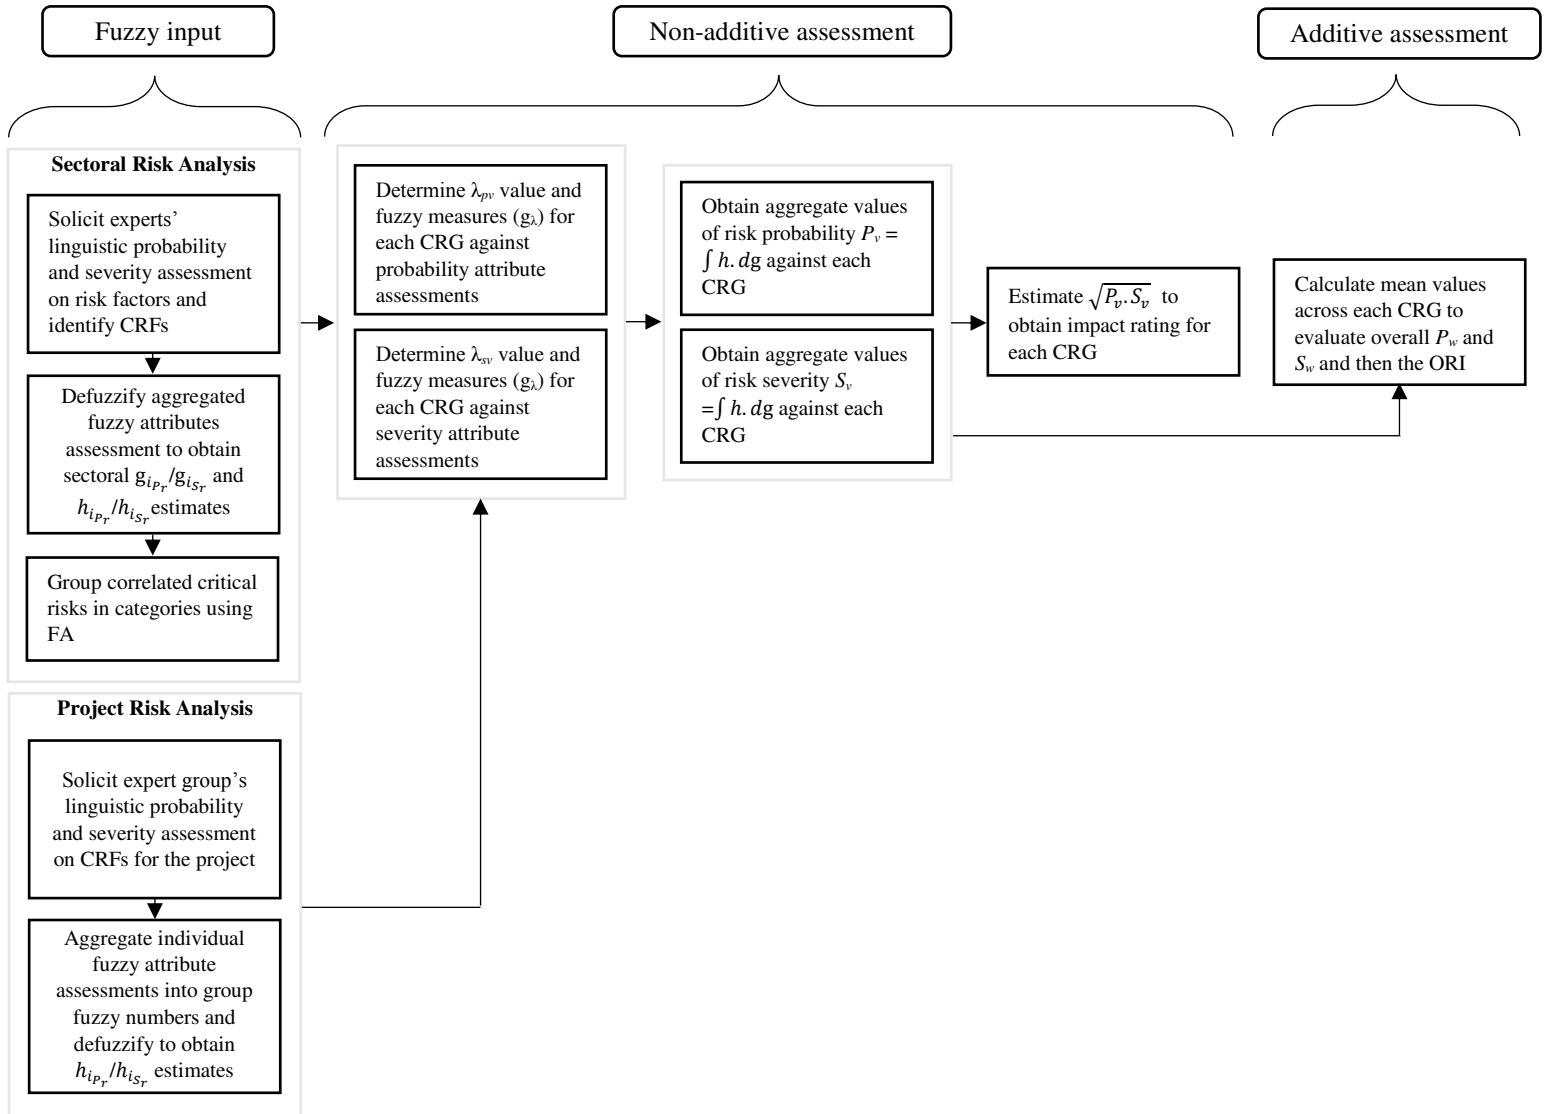 Fuzzy input
Non-additive assessment
Additive assessment
Sectoral Risk Analysis
Solicit experts’
linguistic probability
and severity assessment
on risk factors and
identify CRFs
Defuzzify aggregated
fuzzy attributes
assessment to obtain
sectoral g_{i_{P_r}}/g_{i_{S_r}} and
h_{i_{P_r}}/h_{i_{S_r}} estimates
Group correlated critical
risks in categories using
FA
Project Risk Analysis
Solicit expert group’s
linguistic probability
and severity assessment
on CRFs for the project
Aggregate individual
fuzzy attribute
assessments into group
fuzzy numbers and
defuzzify to obtain
h_{i_{P_r}}/h_{i_{S_r}} estimates
Determine λ_{pv} value and
fuzzy measures (g_λ) for
each CRG against
probability attribute
assessments
Determine λ_{sv} value and
fuzzy measures (g_λ) for
each CRG against
severity attribute
assessments
Obtain aggregate values
of risk probability P_v =
∫ h. dg against each
CRG
Obtain aggregate values
of risk severity S_v
=∫ h. dg against each
CRG
Estimate √(P_v. S_v) to
obtain impact rating for
each CRG
Calculate mean values
across each CRG to
evaluate overall P_w and
S_w and then the ORI